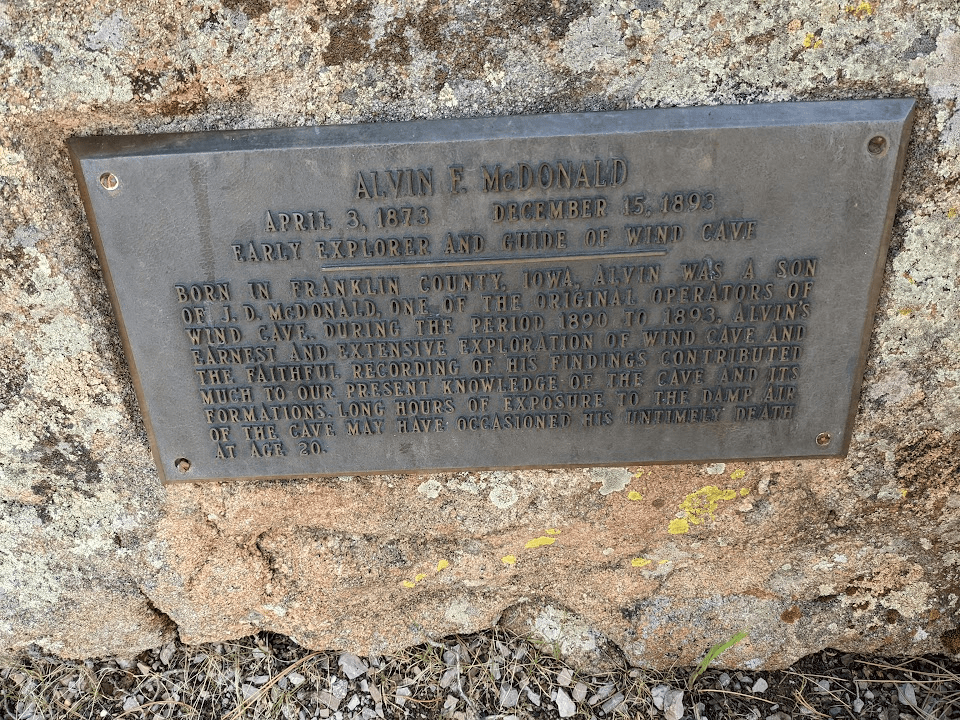 ALVIN F. McDONALD
APRIL 3, 1873 DECEMBER 15, 1893
EARLY EXPLORER AND GUIDE OF WIND CAVE
BORN IN FRANKLIN COUNTY, IOWA, ALVIN WAS A SON
OF J. D. McDONALD, ONE OF THE ORIGINAL OPERATORS OF
WIND CAVE. DURING THE PERIOD 1890 TO 1893, ALVIN'S
EARNEST AND EXTENSIVE EXPLORATION OF WIND CAVE AND
THE FAITHFUL RECORDING OF HIS FINDINGS CONTRIBUTED
MUCH TO OUR PRESENT KNOWLEDGE OF THE CAVE AND ITS
FORMATIONS. LONG HOURS OF EXPOSURE TO THE DAMP AIR
OF THE CAVE MAY HAVE OCCASIONED HIS UNTIMELY DEATH
AT AGE 20.